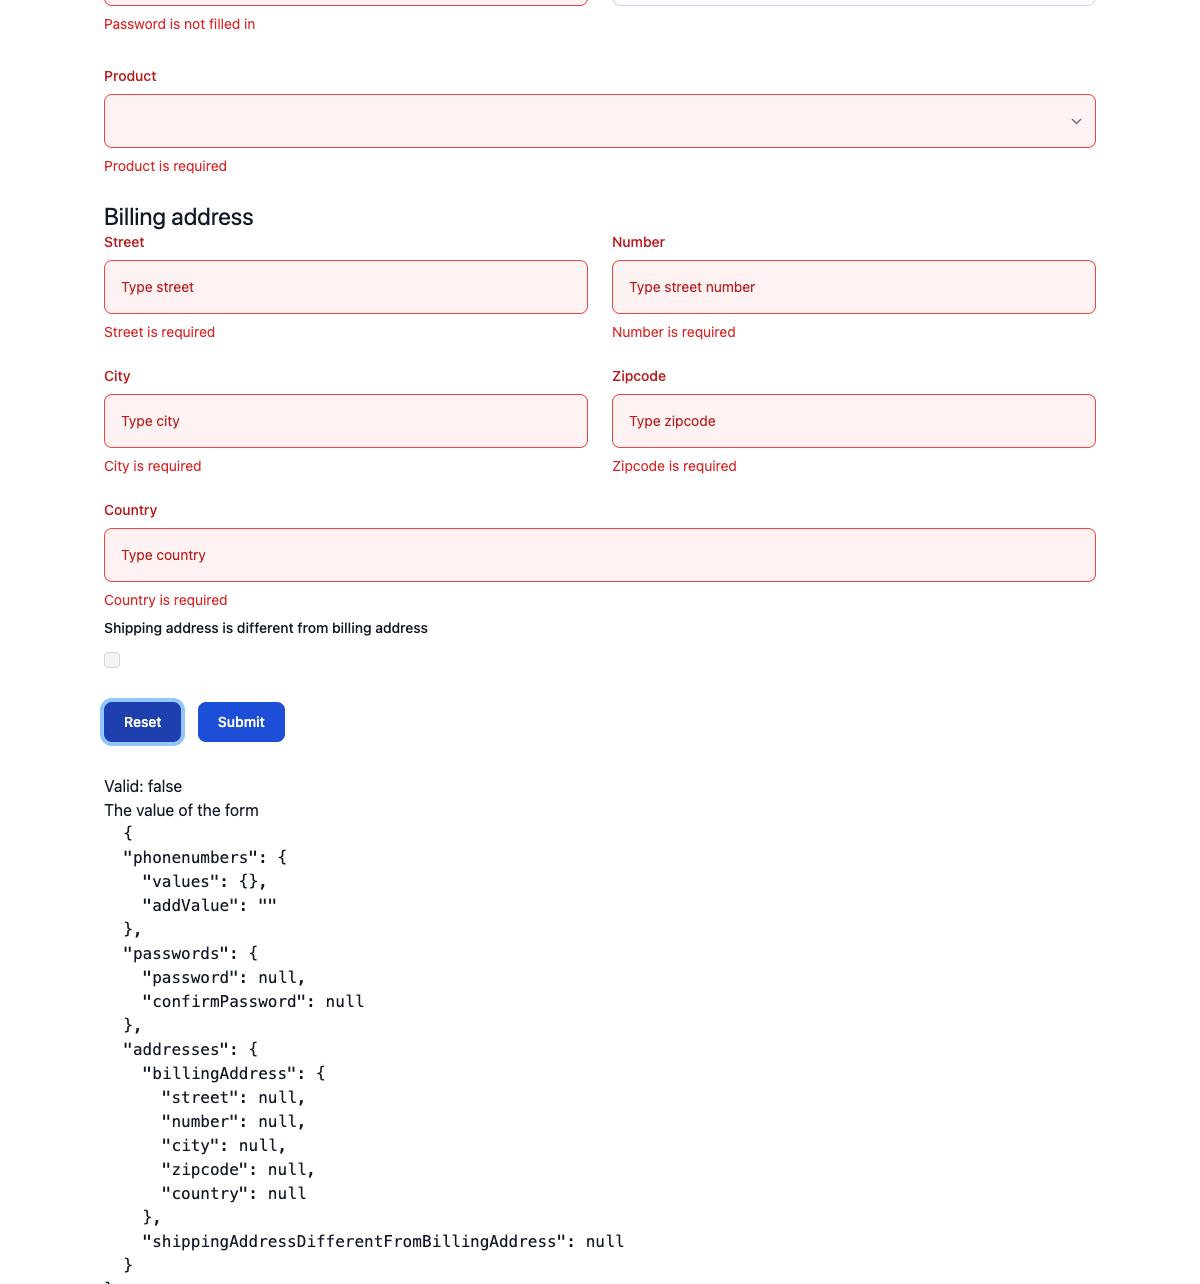 Password is not filled in
Product
Product is required
Billing address
Street Number
Type street Type street number
Street is required Number is required
City Zipcode
Type city Type zipcode
City is required Zipcode is required
Country
Type country
Country is required
Shipping address is different from billing address
Reset Submit
Valid: false
The value of the form
{
"phonenumbers": {
"values": {},
"addValue": ""
},
"passwords": {
"password": null,
"confirmPassword": null
},
"addresses": {
"billingAddress": {
"street": null,
"number": null,
"city": null,
"zipcode": null,
"country": null
},
"shippingAddressDifferentFromBillingAddress": null
}